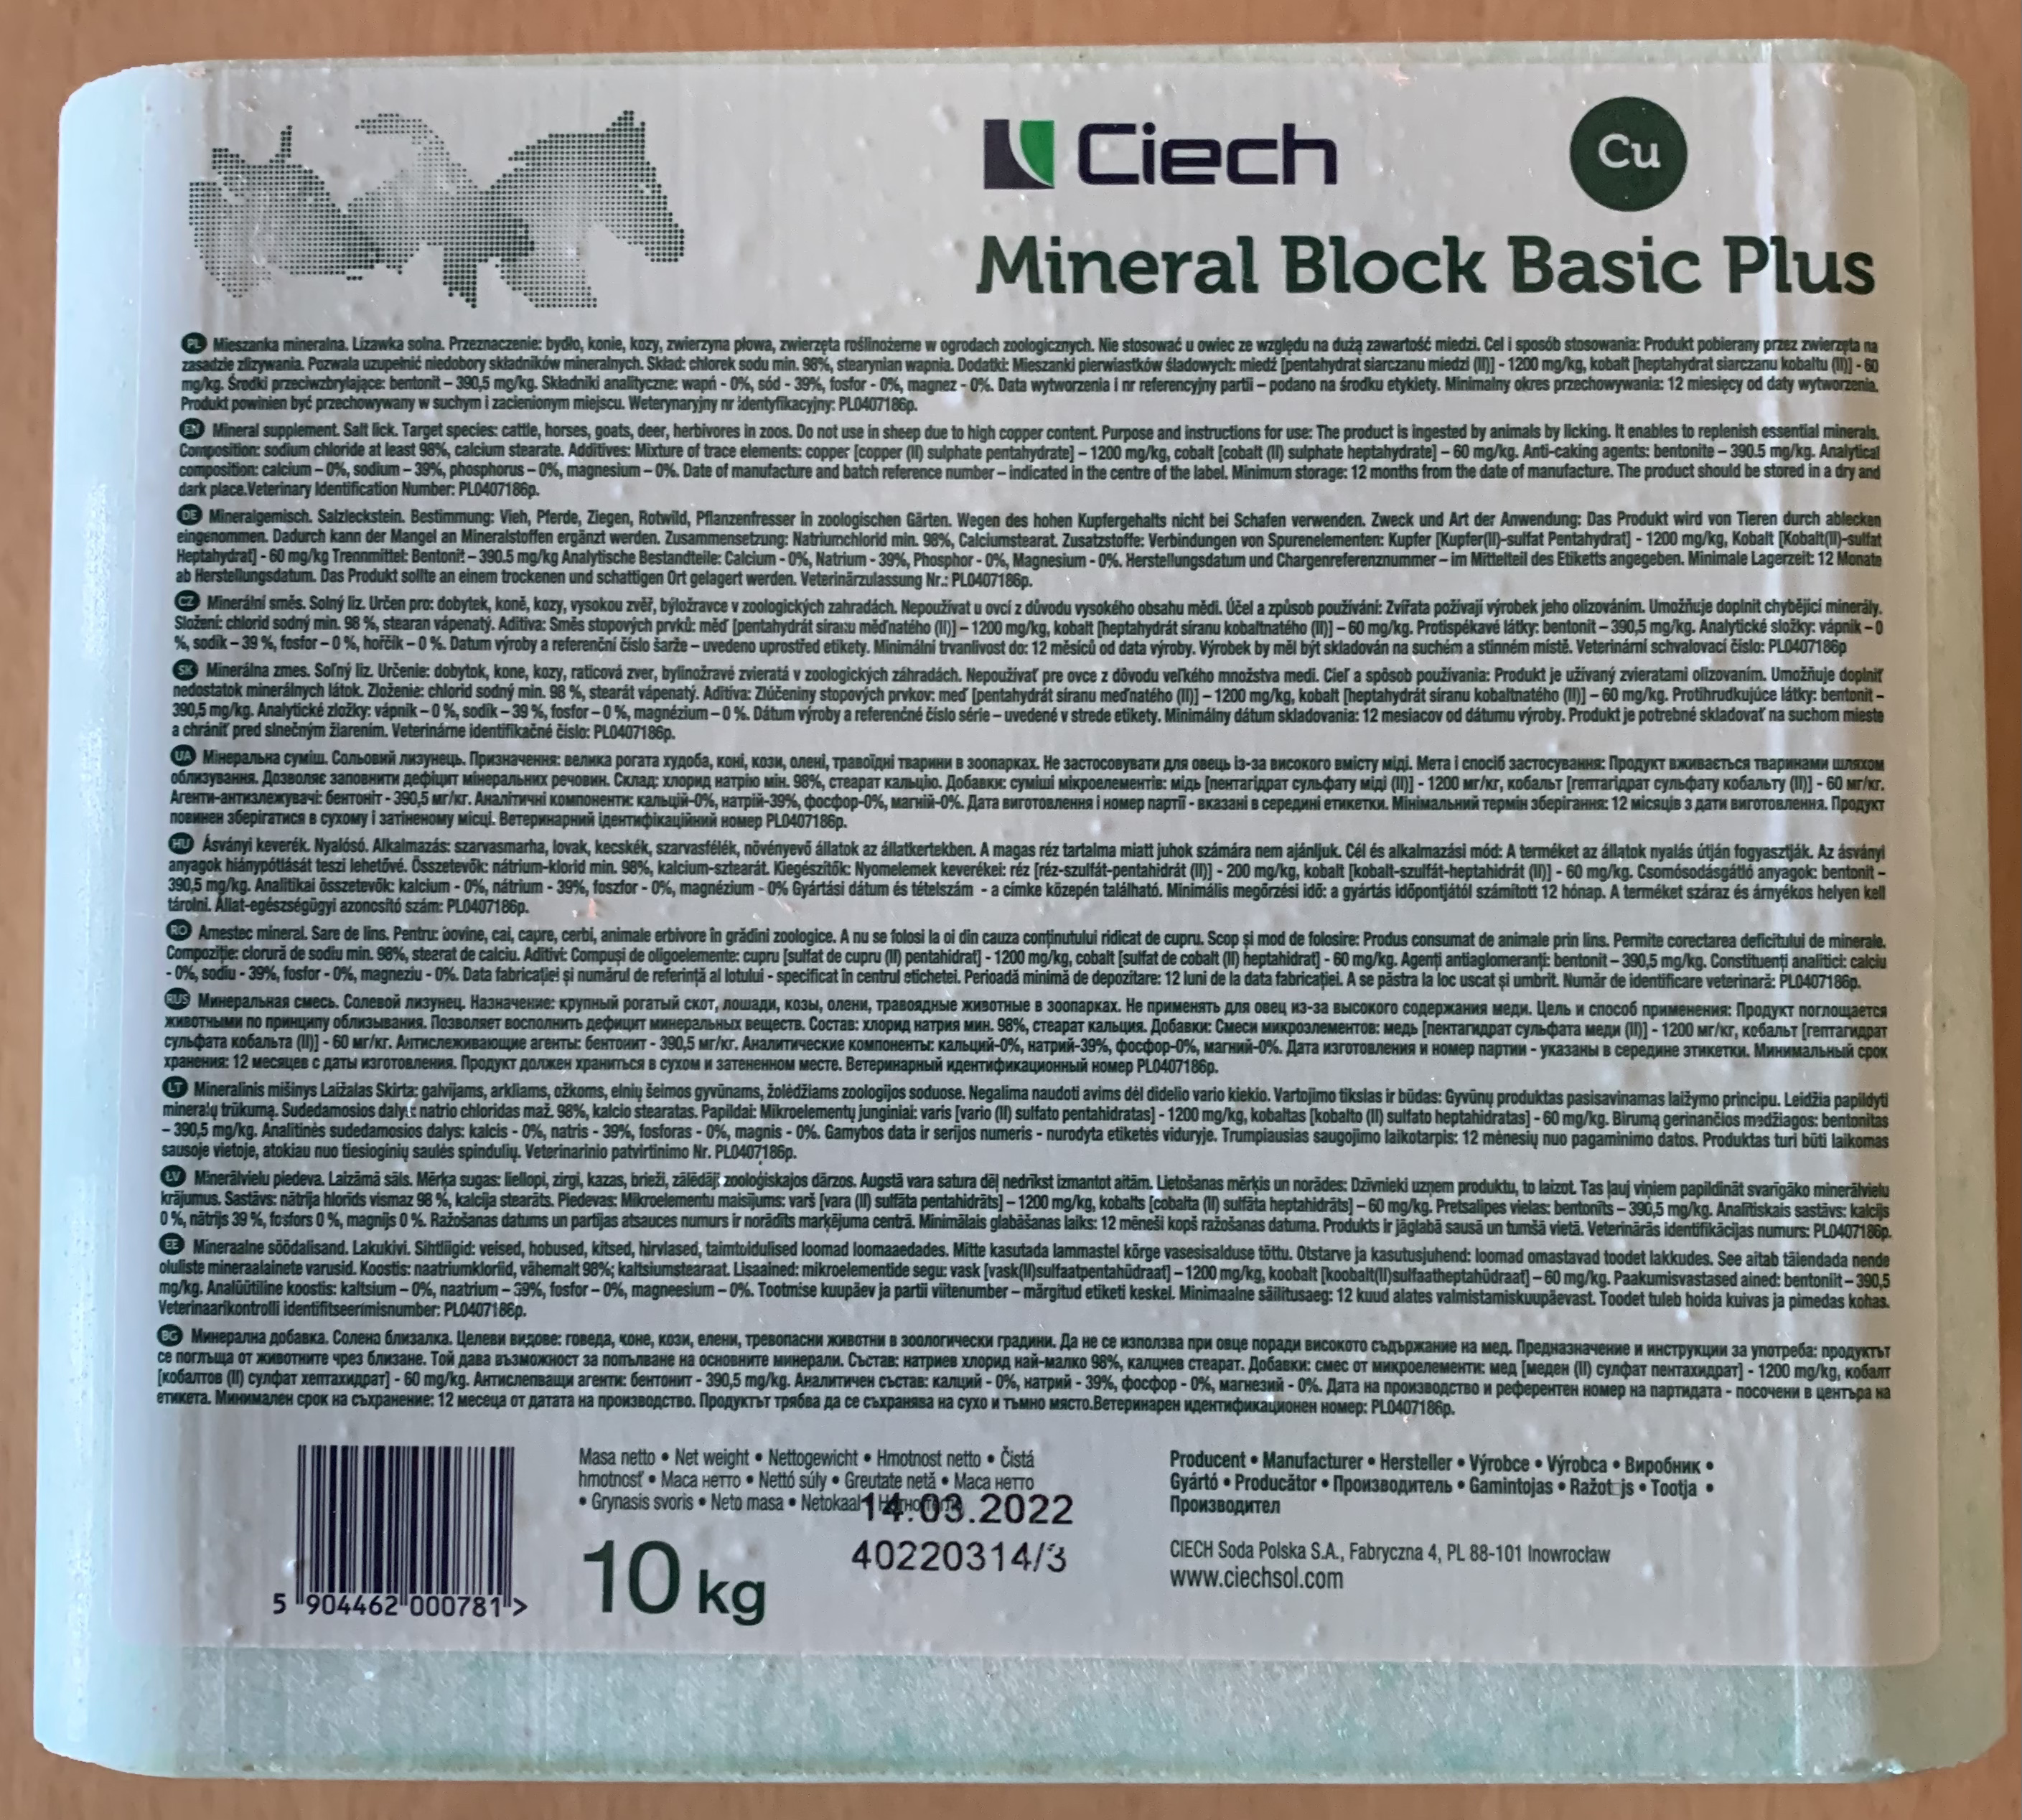 Ciech
Cu
Mineral Block Basic Plus
PL Mieszanka mineralna. Lizawka solna. Przeznaczenie: bydło, konie, kozy, zwierzyna płowa, zwierzęta roślinożerne w ogrodach zoologicznych. Nie stosować u owiec ze względu na dużą zawartość miedzi. Cel i sposób stosowania: Produkt pobierany przez zwierzęta na
zasadzie zlizywania. Pozwala uzupełnić niedobory składników mineralnych. Skład: chlorek sodu min. 98%, stearynian wapnia. Dodatki: Mieszanki pierwiastków śladowych: miedź [pentahydrat siarczanu miedzi (II)] - 1200 mg/kg, kobalt [heptahydrat siarczanu kobaltu (II)] - 60
mg/kg. Środki przeciwzbrylające: bentonit – 390,5 mg/kg. Składniki analityczne: wapń - 0%, sód - 39%, fosfor - 0%, magnez - 0%. Data wytworzenia i nr referencyjny partii – podano na środku etykiety. Minimalny okres przechowywania: 12 miesięcy od daty wytworzenia.
Produkt powinien być przechowywany w suchym i zacienionym miejscu. Weterynaryjny nr identyfikacyjny: PL0407186p.
EN Mineral supplement. Salt lick. Target species: cattle, horses, goats, deer, herbivores in zoos. Do not use in sheep due to high copper content. Purpose and instructions for use: The product is ingested by animals by licking. It enables to replenish essential minerals.
Composition: sodium chloride at least 98%, calcium stearate. Additives: Mixture of trace elements: copper [copper (II) sulphate pentahydrate] – 1200 mg/kg, cobalt [cobalt (II) sulphate heptahydrate] – 60 mg/kg. Anti-caking agents: bentonite – 390.5 mg/kg. Analytical
composition: calcium – 0%, sodium – 39%, phosphorus – 0%, magnesium – 0%. Date of manufacture and batch reference number – indicated in the centre of the label. Minimum storage: 12 months from the date of manufacture. The product should be stored in a dry and
dark place.Veterinary Identification Number: PL0407186p.
DE Mineralgemisch. Salzleckstein. Bestimmung: Vieh, Pferde, Ziegen, Rotwild, Pflanzenfresser in zoologischen Gärten. Wegen des hohen Kupfergehalts nicht bei Schafen verwenden. Zweck und Art der Anwendung: Das Produkt wird von Tieren durch ablecken
eingenommen. Dadurch kann der Mangel an Mineralstoffen ergänzt werden. Zusammensetzung: Natriumchlorid min. 98%, Calciumstearat. Zusatzstoffe: Verbindungen von Spurenelementen: Kupfer [Kupfer(II)-sulfat Pentahydrat] - 1200 mg/kg, Kobalt [Kobalt(II)-sulfat
Heptahydrat] - 60 mg/kg Trennmittel: Bentonit – 390.5 mg/kg Analytische Bestandteile: Calcium - 0%, Natrium - 39%, Phosphor - 0%, Magnesium - 0%. Herstellungsdatum und Chargenreferenznummer – im Mittelteil des Etiketts angegeben. Minimale Lagerzeit: 12 Monate
ab Herstellungsdatum. Das Produkt sollte an einem trockenen und schattigen Ort gelagert werden. Veterinärzulassung Nr.: PL0407186p.
CZ Minerální směs. Solný liz. Určen pro: dobytek, koně, kozy, vysokou zvěř, býložravce v zoologických zahradách. Nepoužívat u ovcí z důvodu vysokého obsahu mědi. Účel a způsob používání: Zvířata požívají výrobek jeho olizováním. Umožňuje doplnit chybějící minerály.
Složení: chlorid sodný min. 98 %, stearan vápenatý. Aditiva: Směs stopových prvků: měď [pentahydrát síranu měďnatého (II)] – 1200 mg/kg, kobalt [heptahydrát síranu kobaltnatého (II)] – 60 mg/kg. Protispékavé látky: bentonit – 390,5 mg/kg. Analytické složky: vápník – 0
%, sodík – 39 %, fosfor – 0 %, hořčík – 0 %. Datum výroby a referenční číslo šarže – uvedeno uprostřed etikety. Minimální trvanlivost do: 12 měsíců od data výroby. Výrobek by měl být skladován na suchém a stinném místě. Veterinární schvalovací číslo: PL0407186p
SK Minerálna zmes. Soľný liz. Určenie: dobytok, kone, kozy, raticová zver, bylinožravé zvieratá v zoologických záhradách. Nepoužívať pre ovce z dôvodu veľkého množstva medi. Cieľ a spôsob používania: Produkt je užívaný zvieratami olizovaním. Umožňuje doplniť
nedostatok minerálnych látok. Zloženie: chlorid sodný min. 98 %, stearát vápenatý. Aditíva: Zlúčeniny stopových prvkov: meď [pentahydrát síranu meďnatého (II)] – 1200 mg/kg, kobalt [heptahydrát síranu kobaltnatého (II)] – 60 mg/kg. Protihrudkujúce látky: bentonit –
390,5 mg/kg. Analytické zložky: vápnik – 0 %, sodík – 39 %, fosfor – 0 %, magnézium – 0 %. Dátum výroby a referenčné číslo série – uvedené v strede etikety. Minimálny dátum skladovania: 12 mesiacov od dátumu výroby. Produkt je potrebné skladovať na suchom mieste
a chrániť pred slnečným žiarením. Veterinárne identifikačné číslo: PL0407186p.
UA Мінеральна суміш. Сольовий лизунець. Призначення: велика рогата худоба, коні, кози, олені, травоїдні тварини в зоопарках. Не застосовувати для овець із-за високого вмісту міді. Мета і спосіб застосування: Продукт вживається тваринами шляхом
облизування. Дозволяє заповнити дефіцит мінеральних речовин. Склад: хлорид натрію мін. 98%, стеарат кальцію. Добавки: суміші мікроелементів: мідь [пентагідрат сульфату міді (II)] - 1200 мг/кг, кобальт [гептагідрат сульфату кобальту (II)] - 60 мг/кг.
Агенти-антизлежувачі: бентоніт - 390,5 мг/кг. Аналітичні компоненти: кальцій-0%, натрій-39%, фосфор-0%, магній-0%. Дата виготовлення і номер партії - вказані в середині етикетки. Мінімальний термін зберігання: 12 місяців з дати виготовлення. Продукт
повинен зберігатися в сухому і затіненому місці. Ветеринарний ідентифікаційний номер PL0407186p.
HU Ásványi keverék. Nyalósó. Alkalmazás: szarvasmarha, lovak, kecskék, szarvasfélék, növényevő állatok az állatkertekben. A magas réz tartalma miatt juhok számára nem ajánljuk. Cél és alkalmazási mód: A terméket az állatok nyalás útján fogyasztják. Az ásványi
anyagok hiánypótlását teszi lehetővé. Összetevők: nátrium-klorid min. 98%, kalcium-sztearát. Kiegészítők: Nyomelemek keverékei: réz [réz-szulfát-pentahidrát (II)] - 200 mg/kg, kobalt [kobalt-szulfát-heptahidrát (II)] - 60 mg/kg. Csomósodásgátló anyagok: bentonit –
390,5 mg/kg. Analitikai összetevők: kalcium - 0%, nátrium - 39%, foszfor - 0%, magnézium - 0% Gyártási dátum és tételszám - a címke közepén található. Minimális megőrzési idő: a gyártás időpontjától számított 12 hónap. A terméket száraz és árnyékos helyen kell
tárolni. Állat-egészségügyi azonosító szám: PL0407186p.
RO Amestec mineral. Sare de lins. Pentru: bovine, cai, capre, cerbi, animale erbivore în grădini zoologice. A nu se folosi la oi din cauza conținutului ridicat de cupru. Scop și mod de folosire: Produs consumat de animale prin lins. Permite corectarea deficitului de minerale.
Compoziție: clorură de sodiu min. 98%, stearat de calciu. Aditivi: Compuși de oligoelemente: cupru [sulfat de cupru (II) pentahidrat] - 1200 mg/kg, cobalt [sulfat de cobalt (II) heptahidrat] - 60 mg/kg. Agenți antiaglomeranți: bentonit – 390,5 mg/kg. Constituenți analitici: calciu
- 0%, sodiu - 39%, fosfor - 0%, magneziu - 0%. Data fabricației și numărul de referință al lotului - specificat în centrul etichetei. Perioadă minimă de depozitare: 12 luni de la data fabricației. A se păstra la loc uscat și umbrit. Număr de identificare veterinară: PL0407186p.
RUS Минеральная смесь. Солевой лизунец. Назначение: крупный рогатый скот, лошади, козы, олени, травоядные животные в зоопарках. Не применять для овец из-за высокого содержания меди. Цель и способ применения: Продукт поглощается
животными по принципу облизывания. Позволяет восполнить дефицит минеральных веществ. Состав: хлорид натрия мин. 98%, стеарат кальция. Добавки: Смеси микроэлементов: медь [пентагидрат сульфата меди (II)] - 1200 мг/кг, кобальт [гептагидрат
сульфата кобальта (II)] - 60 мг/кг. Антислеживающие агенты: бентонит - 390,5 мг/кг. Аналитические компоненты: кальций-0%, натрий-39%, фосфор-0%, магний-0%. Дата изготовления и номер партии - указаны в середине этикетки. Минимальный срок
хранения: 12 месяцев с даты изготовления. Продукт должен храниться в сухом и затененном месте. Ветеринарный идентификационный номер PL0407186p.
LT Mineralinis mišinys Laižalas Skirta: galvijams, arkliams, ožkoms, elnių šeimos gyvūnams, žolėdžiams zoologijos soduose. Negalima naudoti avims dėl didelio vario kiekio. Vartojimo tikslas ir būdas: Gyvūnų produktas pasisavinamas laižymo principu. Leidžia papildyti
mineralų trūkumą. Sudedamosios dalys: natrio chloridas maž. 98%, kalcio stearatas. Papildai: Mikroelementų junginiai: varis [vario (II) sulfato pentahidratas] - 1200 mg/kg, kobaltas [kobalto (II) sulfato heptahidratas] - 60 mg/kg. Birumą gerinančios medžiagos: bentonitas
– 390,5 mg/kg. Analitinės sudedamosios dalys: kalcis - 0%, natris - 39%, fosforas - 0%, magnis - 0%. Gamybos data ir serijos numeris - nurodyta etiketės viduryje. Trumpiausias saugojimo laikotarpis: 12 mėnesių nuo pagaminimo datos. Produktas turi būti laikomas
sausoje vietoje, atokiau nuo tiesioginių saulės spindulių. Veterinarinio patvirtinimo Nr. PL0407186p.
LV Minerālvielu piedeva. Laizāmā sāls. Mērķa sugas: liellopi, zirgi, kazas, brieži, zālēdāji zooloģiskajos dārzos. Augstā vara satura dēļ nedrīkst izmantot aitām. Lietošanas mērķis un norādes: Dzīvnieki uzņem produktu, to laizot. Tas ļauj viņiem papildināt svarīgāko minerālvielu
krājumus. Sastāvs: nātrija hlorīds vismaz 98 %, kalcija stearāts. Piedevas: Mikroelementu maisījums: varš [vara (II) sulfāta pentahidrāts] – 1200 mg/kg, kobalts [cobalta (II) sulfāta heptahidrāts] – 60 mg/kg. Pretsalipes vielas: bentonīts – 390,5 mg/kg. Analītiskais sastāvs: kalcijs
0 %, nātrijs 39 %, fosfors 0 %, magnijs 0 %. Ražošanas datums un partijas atsauces numurs ir norādīts marķējuma centrā. Minimālais glabāšanas laiks: 12 mēneši kopš ražošanas datuma. Produkts ir jāglabā sausā un tumšā vietā. Veterinārās identifikācijas numurs: PL0407186p.
EE Mineraalne söödalisand. Lakukivi. Sihtliigid: veised, hobused, kitsed, hirvlased, taimtoidulised loomad loomaaedades. Mitte kasutada lammastel kõrge vasesisalduse tõttu. Otstarve ja kasutusjuhend: loomad omastavad toodet lakkudes. See aitab täiendada nende
oluliste mineraalainete varusid. Koostis: naatriumkloriid, vähemalt 98%; kaltsiumstearaat. Lisaained: mikroelementide segu: vask [vask(II)sulfaatpentahüdraat] – 1200 mg/kg, koobalt [koobalt(II)sulfaatheptahüdraat] – 60 mg/kg. Paakumisvastased ained: bentoniit – 390,5
mg/kg. Analüütiline koostis: kaltsium – 0%, naatrium – 39%, fosfor – 0%, magneesium – 0%. Tootmise kuupäev ja partii viitenumber – märgitud etiketi keskel. Minimaalne säilitusaeg: 12 kuud alates valmistamiskuupäevast. Toodet tuleb hoida kuivas ja pimedas kohas.
Veterinaarikontrolli identifitseerimisnumber: PL0407186p.
BG Минерална добавка. Солена близалка. Целеви видове: говеда, коне, кози, елени, тревопасни животни в зоологически градини. Да не се използва при овце поради високото съдържание на мед. Предназначение и инструкции за употреба: продуктът
се поглъща от животните чрез близане. Той дава възможност за попълване на основните минерали. Състав: натриев хлорид най-малко 98%, калциев стеарат. Добавки: смес от микроелементи: мед [меден (II) сулфат пентахидрат] - 1200 mg/kg, кобалт
[кобалтов (II) сулфат хептахидрат] - 60 mg/kg. Антислепващи агенти: бентонит - 390,5 mg/kg. Аналитичен състав: калций - 0%, натрий - 39%, фосфор - 0%, магнезий - 0%. Дата на производство и референтен номер на партидата - посочени в центъра на
етикета. Минимален срок на съхранение: 12 месеца от датата на производство. Продуктът трябва да се съхранява на сухо и тъмно място.Ветеринарен идентификационен номер: PL0407186p.
Masa netto • Net weight • Nettogewicht • Hmotnost netto • Čistá
hmotnosť • Маса нетто • Nettó súly • Greutate netă • Масса нетто
• Grynasis svoris • Neto masa • Netokaal
14.03.2022
10 kg
40220314/3
5 904462 000781 >
Producent • Manufacturer • Hersteller • Výrobce • Výrobca • Виробник •
Gyártó • Producător • Производитель • Gamintojas • Ražot js • Tootja •
Производител
CIECH Soda Polska S.A., Fabryczna 4, PL 88-101 Inowrocław
www.ciechsol.com